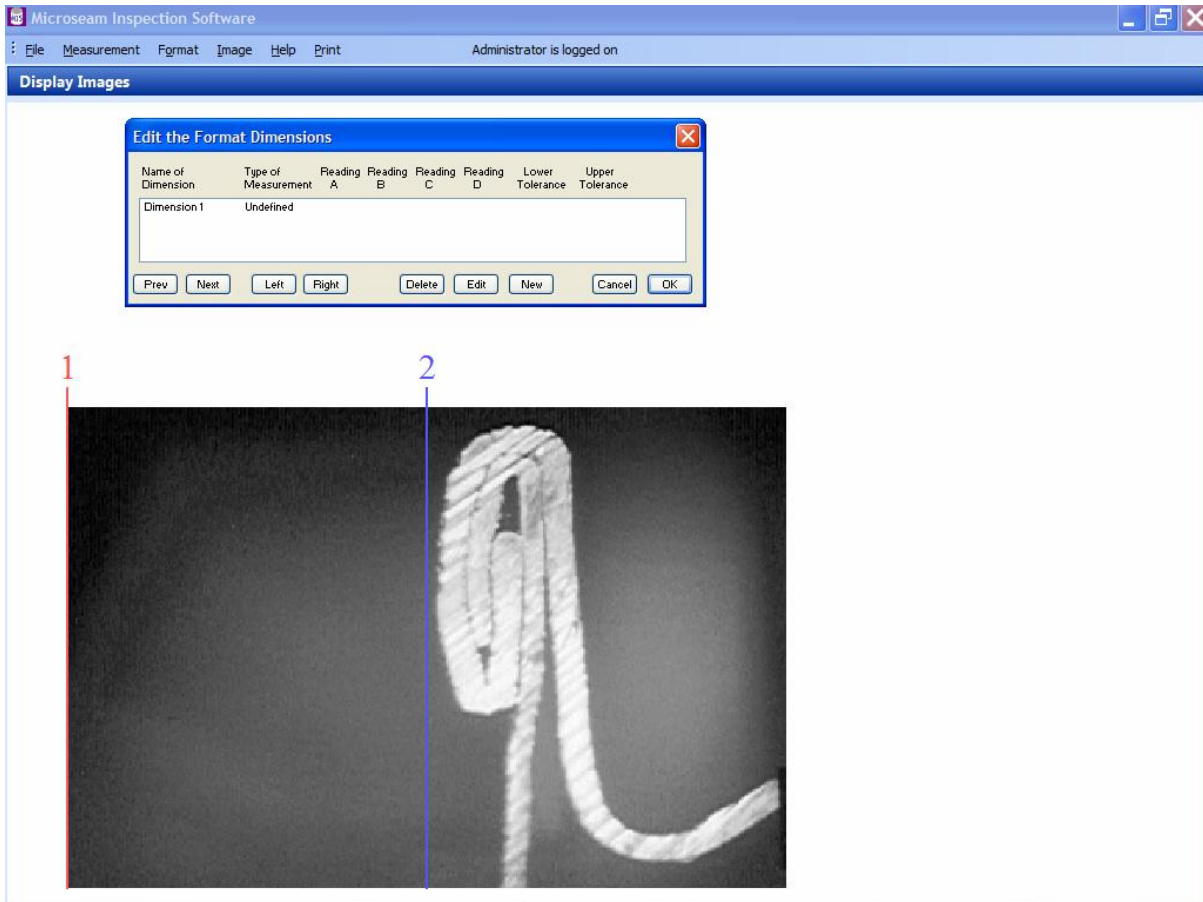 MIS Microseam Inspection Software
File Measurement Format Image Help Print Administrator is logged on
Display Images
Edit the Format Dimensions
Name of Type of Reading Reading Reading Reading Lower Upper
Dimension Measurement A B C D Tolerance Tolerance
Dimension 1 Undefined
Prev Next Left Right Delete Edit New Cancel OK
1 2